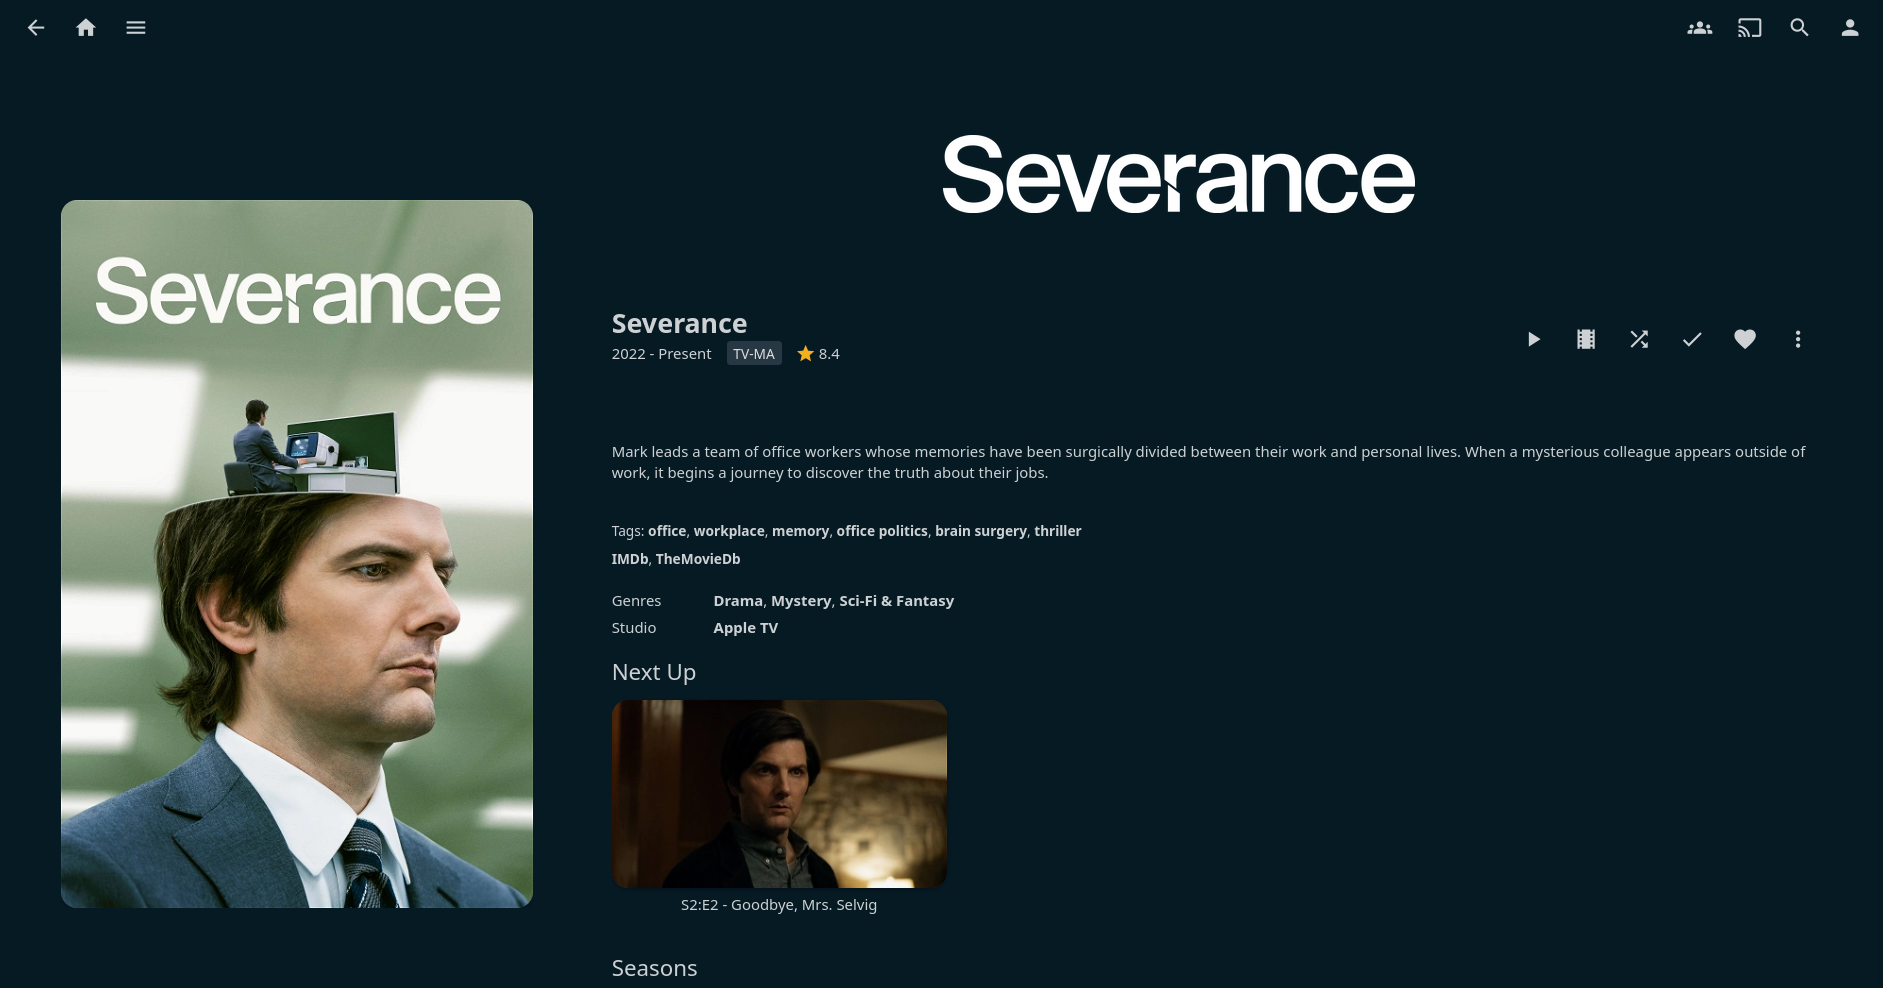 Severance
Severance
Severance
2022 - Present TV-MA 8.4
Mark leads a team of office workers whose memories have been surgically divided between their work and personal lives. When a mysterious colleague appears outside of
work, it begins a journey to discover the truth about their jobs.
Tags: office, workplace, memory, office politics, brain surgery, thriller
IMDb, TheMovieDb
Genres Drama, Mystery, Sci-Fi & Fantasy
Studio Apple TV
Next Up
S2:E2 - Goodbye, Mrs. Selvig
Seasons